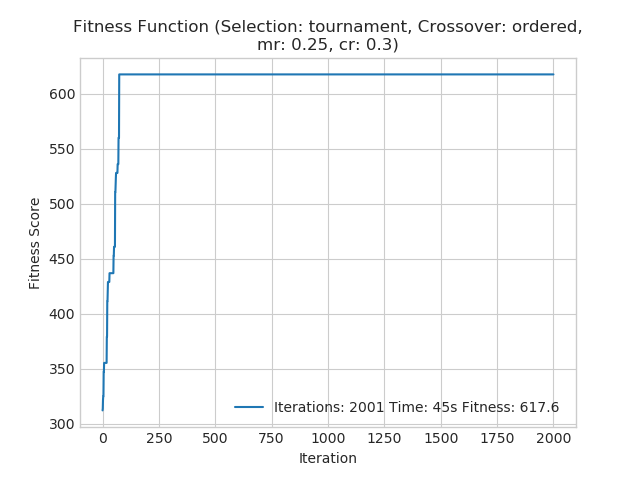 Fitness Function (Selection: tournament, Crossover: ordered,
mr: 0.25, cr: 0.3)
Fitness Score
600
550
500
450
400
350
300
Iterations: 2001 Time: 45s Fitness: 617.6
0 250 500 750 1000 1250 1500 1750 2000
Iteration